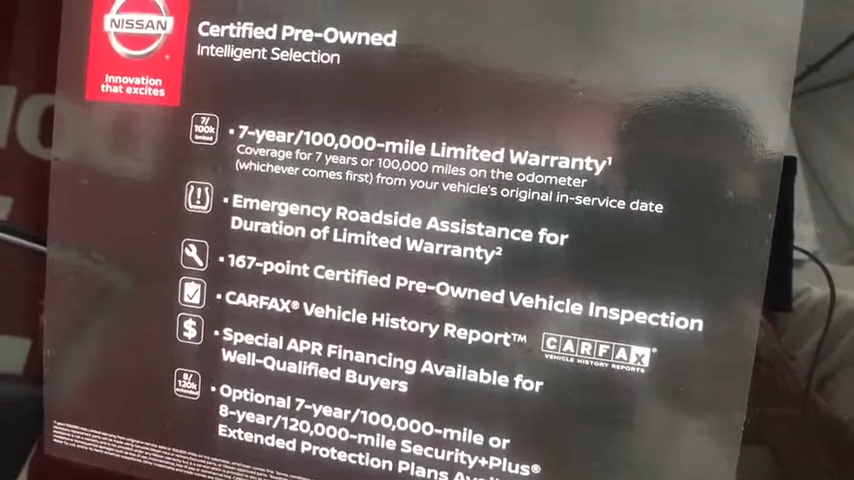 NISSAN
Innovation
that excites
Certified Pre-Owned
Intelligent Selection
7/
100k
limited
• 7-year/100,000-mile Limited Warranty¹
Coverage for 7 years or 100,000 miles on the odometer
(whichever comes first) from your vehicle's original in-service date
• Emergency Roadside Assistance for
Duration of Limited Warranty²
• 167-point Certified Pre-Owned Vehicle Inspection
• CARFAX® Vehicle History Report™
CARFAX®
VEHICLE HISTORY REPORTS
$
• Special APR Financing Available for
Well-Qualified Buyers
8/
120k
extended
• Optional 7-year/100,000-mile or
8-year/120,000-mile Security+Plus®
Extended Protection Plans